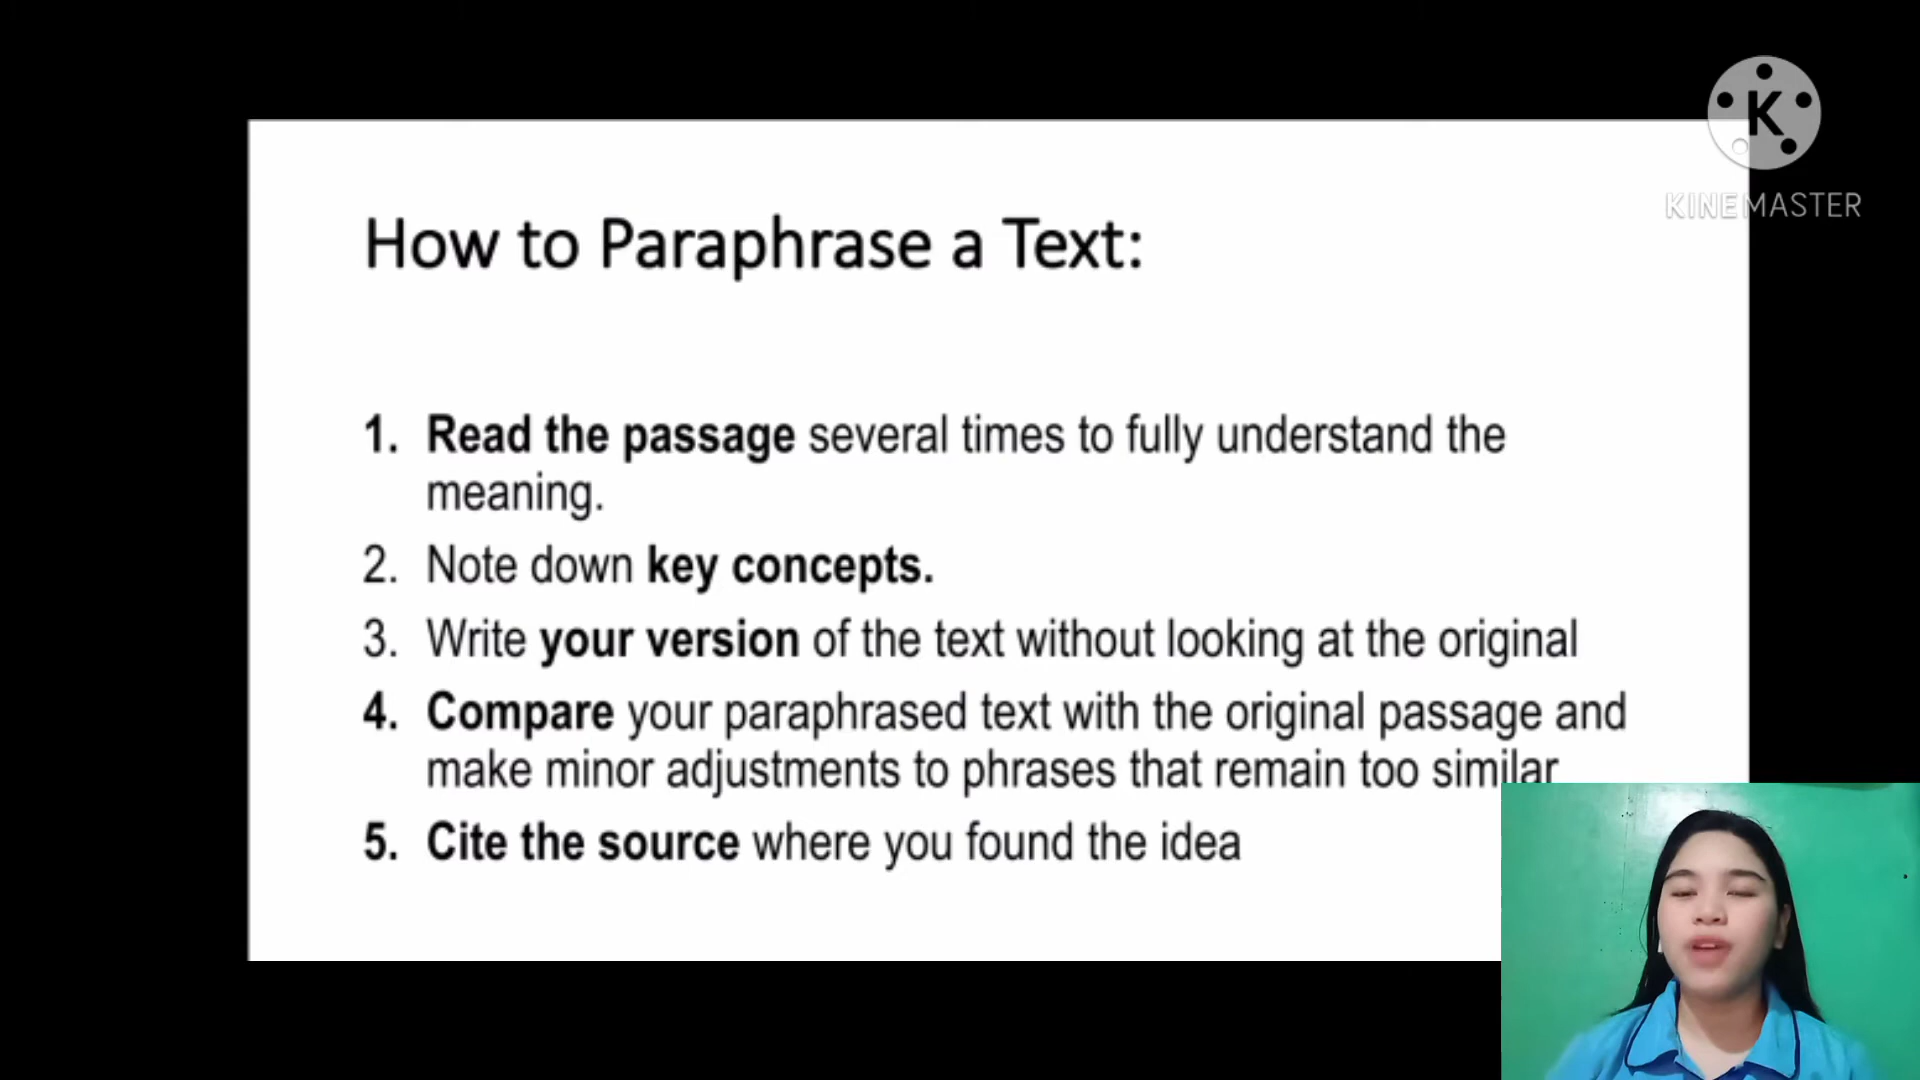 K
KINEMASTER
How to Paraphrase a Text:
1. Read the passage several times to fully understand the
meaning.
2. Note down key concepts.
3. Write your version of the text without looking at the original
4. Compare your paraphrased text with the original passage and
make minor adjustments to phrases that remain too similar
5. Cite the source where you found the idea